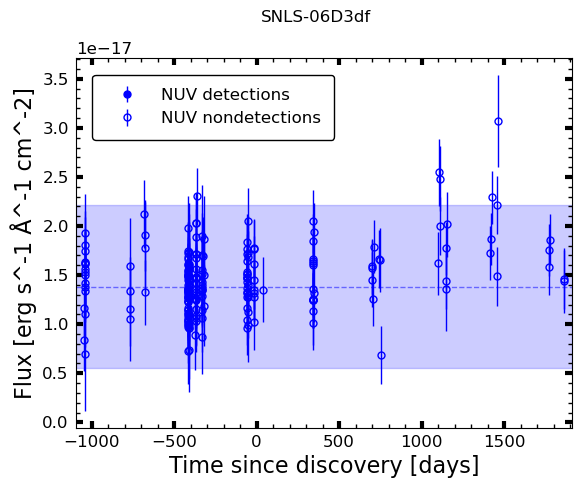 SNLS-06D3df
1e−17
NUV detections
NUV nondetections
Flux [erg s^-1 Å^-1 cm^-2]
3.5
3.0
2.5
2.0
1.5
1.0
0.5
0.0
−1000 −500 0 500 1000 1500
Time since discovery [days]